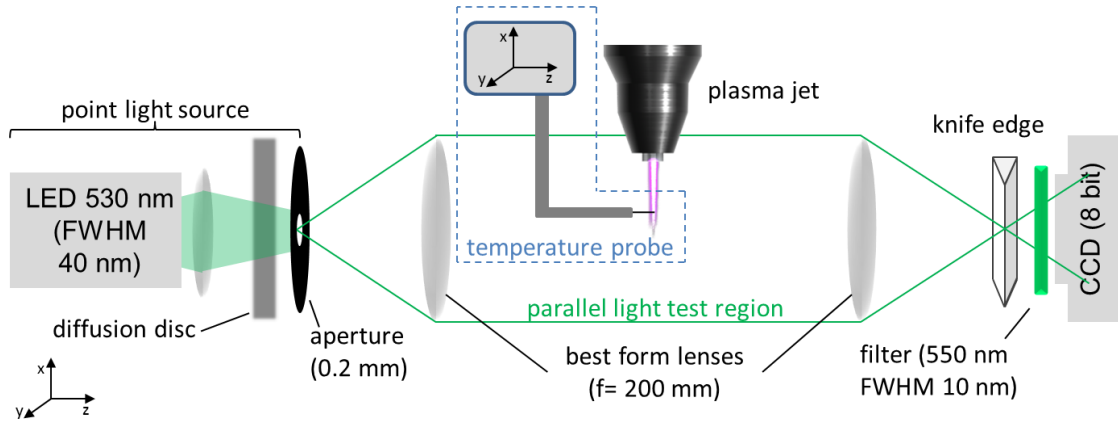 point light source
LED 530 nm
(FWHM
40 nm)
diffusion disc
aperture
(0.2 mm)
x
y
z
x
y
z
temperature probe
plasma jet
parallel light test region
best form lenses
(f= 200 mm)
knife edge
filter (550 nm
FWHM 10 nm)
CCD (8 bit)